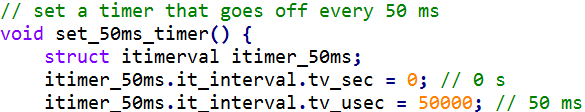 // set a timer that goes off every 50 ms
void set_50ms_timer() {
    struct itimerval itimer_50ms;
    itimer_50ms.it_interval.tv_sec = 0; // 0 s
    itimer_50ms.it_interval.tv_usec = 50000; // 50 ms